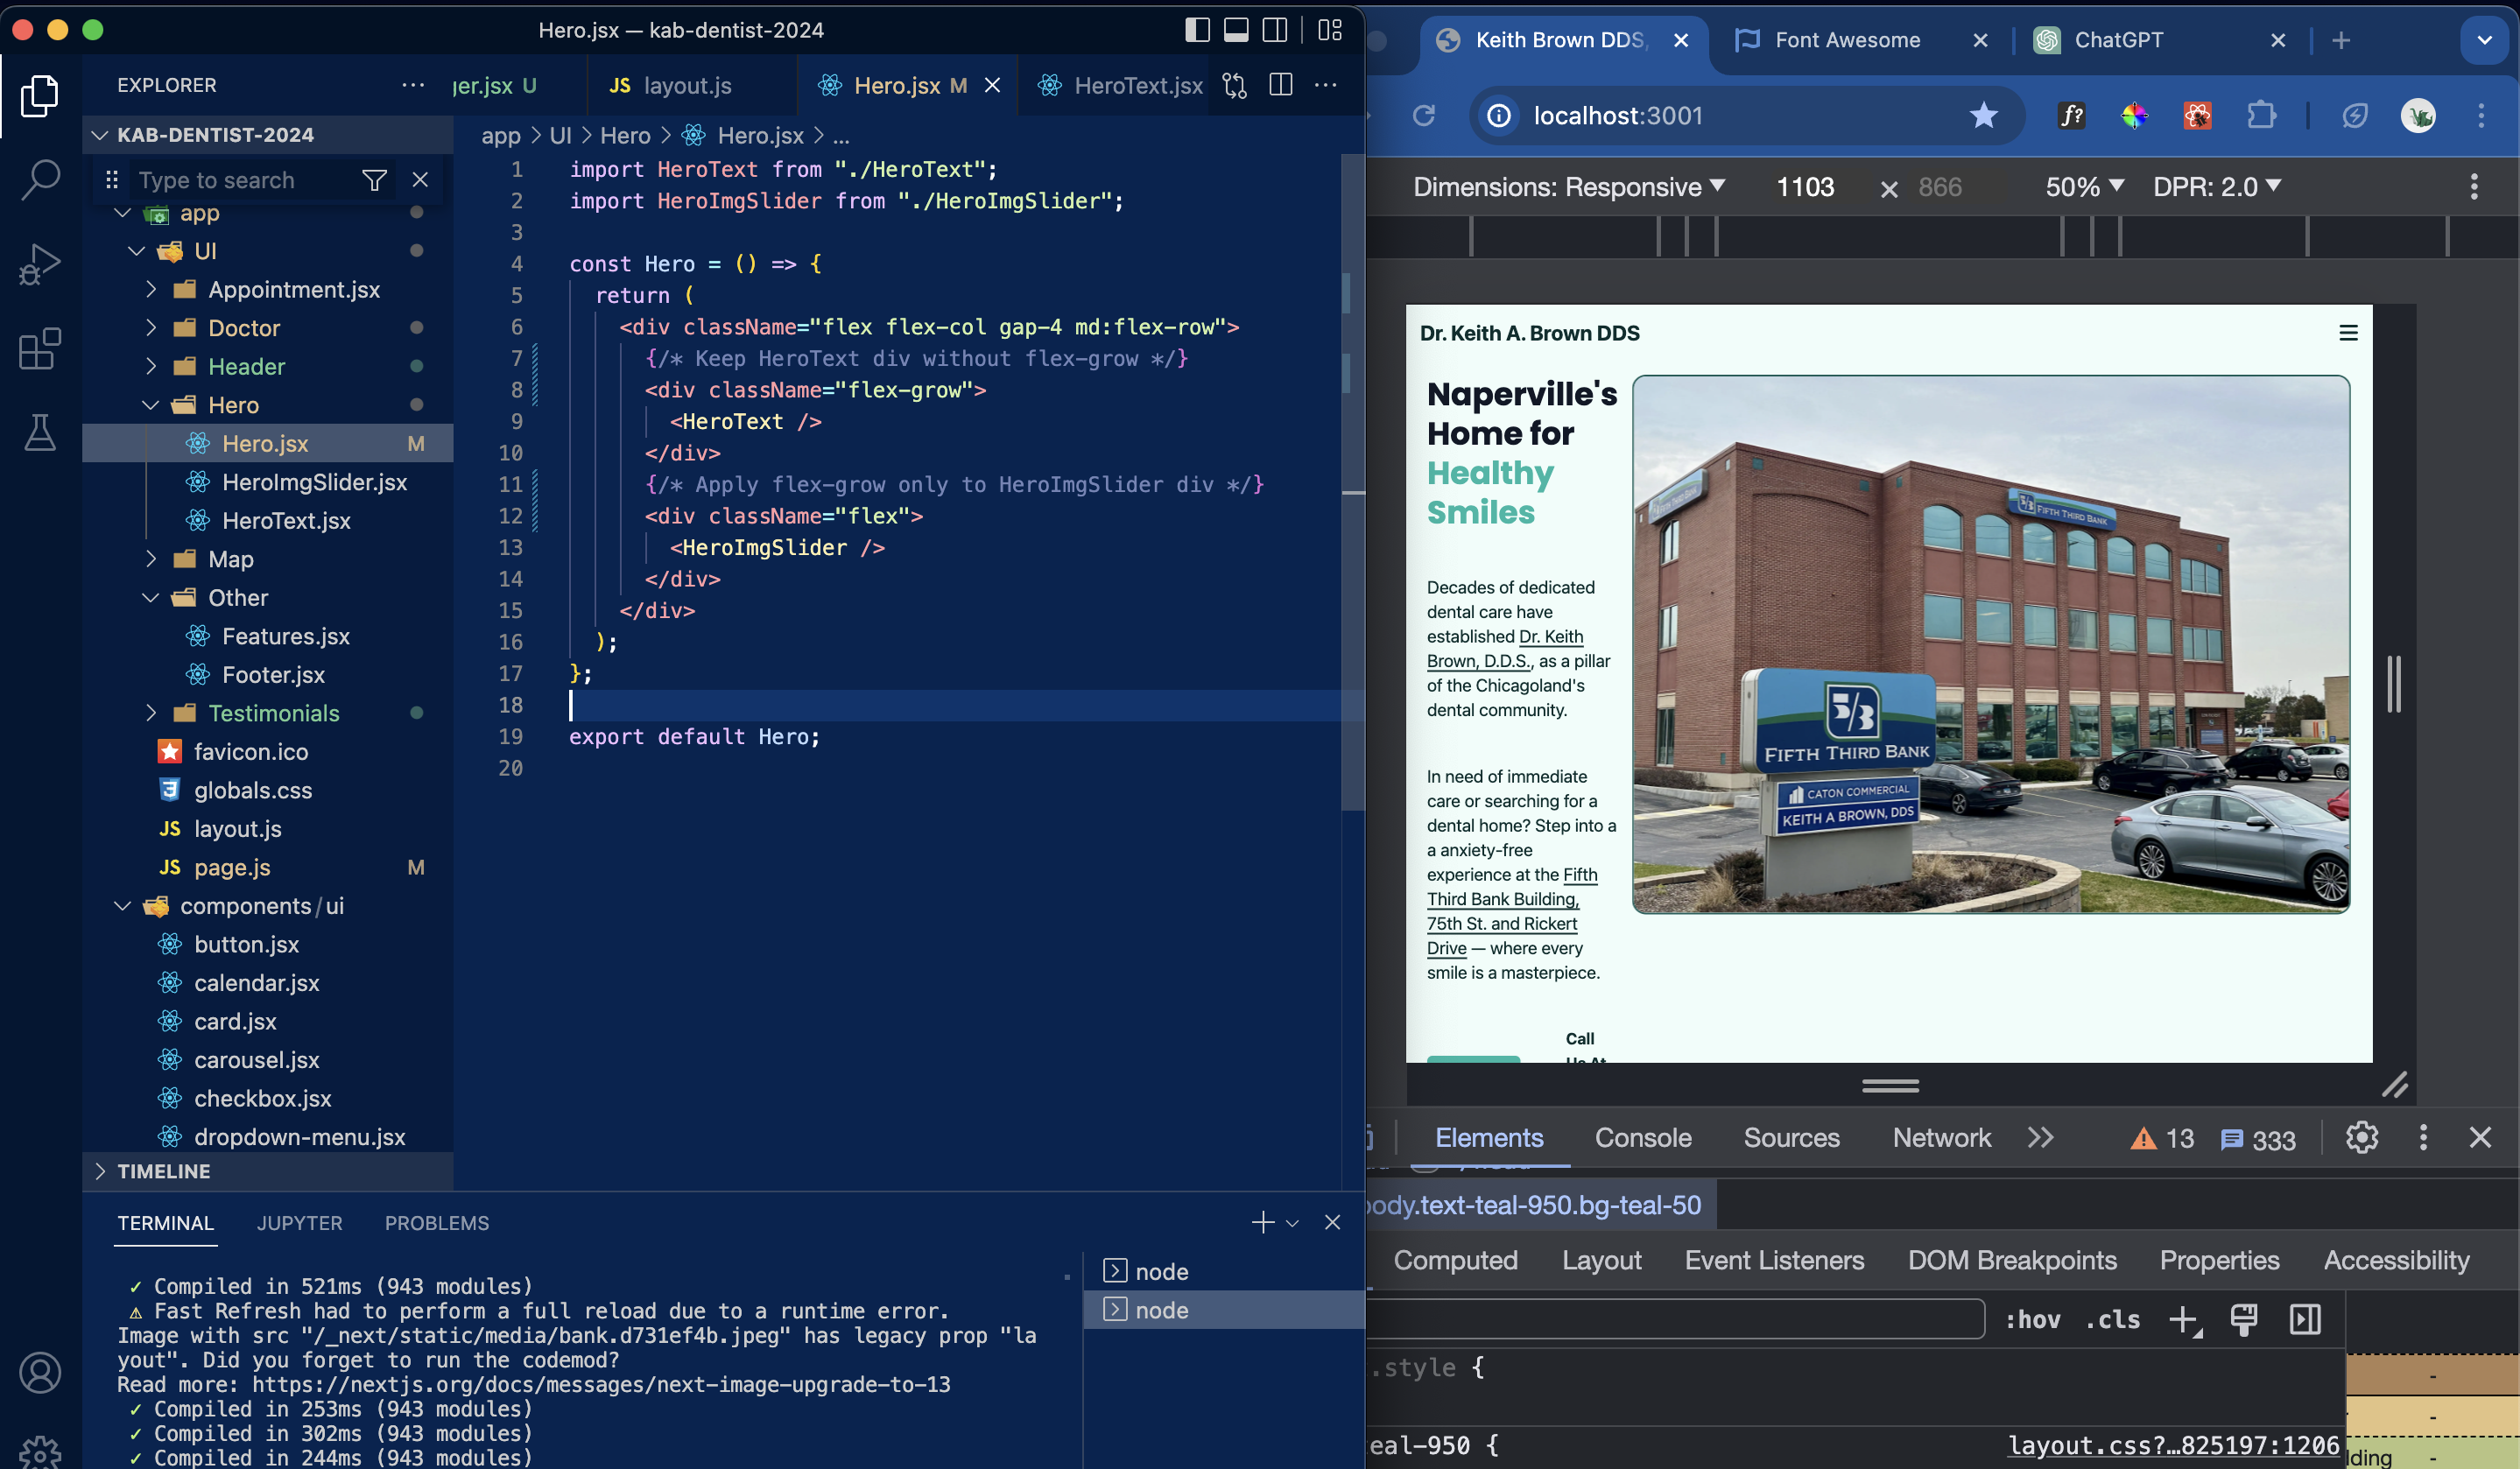 Hero.jsx — kab-dentist-2024
EXPLORER
ger.jsx U
JS layout.js
Hero.jsx M
HeroText.jsx
KAB-DENTIST-2024
Type to search
app
UI
Appointment.jsx
Doctor
Header
Hero
Hero.jsx M
HeroImgSlider.jsx
HeroText.jsx
Map
Other
Features.jsx
Footer.jsx
Testimonials
favicon.ico
globals.css
JS layout.js
JS page.js M
components/ui
button.jsx
calendar.jsx
card.jsx
carousel.jsx
checkbox.jsx
dropdown-menu.jsx
TIMELINE
app > UI > Hero > Hero.jsx > ...
1 import HeroText from "./HeroText";
2 import HeroImgSlider from "./HeroImgSlider";
3
4 const Hero = () => {
5 return (
6 <div className="flex flex-col gap-4 md:flex-row">
7 {/* Keep HeroText div without flex-grow */}
8 <div className="flex-grow">
9 <HeroText />
10 </div>
11 {/* Apply flex-grow only to HeroImgSlider div */}
12 <div className="flex">
13 <HeroImgSlider />
14 </div>
15 </div>
16 );
17 };
18
19 export default Hero;
20
TERMINAL JUPYTER PROBLEMS
✓ Compiled in 521ms (943 modules)
⚠ Fast Refresh had to perform a full reload due to a runtime error.
Image with src "/_next/static/media/bank.d731ef4b.jpeg" has legacy prop "la
yout". Did you forget to run the codemod?
Read more: https://nextjs.org/docs/messages/next-image-upgrade-to-13
✓ Compiled in 253ms (943 modules)
✓ Compiled in 302ms (943 modules)
✓ Compiled in 244ms (943 modules)
node
node
Keith Brown DDS,
Font Awesome
ChatGPT
localhost:3001
f?
Dimensions: Responsive 1103 × 866 50% DPR: 2.0
Dr. Keith A. Brown DDS
Naperville's
Home for
Healthy
Smiles
Decades of dedicated
dental care have
established Dr. Keith
Brown, D.D.S., as a pillar
of the Chicagoland's
dental community.
In need of immediate
care or searching for a
dental home? Step into a
a anxiety-free
experience at the Fifth
Third Bank Building,
75th St. and Rickert
Drive — where every
smile is a masterpiece.
Call
Us At
FIFTH THIRD BANK
5/3
FIFTH THIRD BANK
CATON COMMERCIAL
KEITH A BROWN, DDS
Elements Console Sources Network 13 333
body.text-teal-950.bg-teal-50
Computed Layout Event Listeners DOM Breakpoints Properties Accessibility
:hov .cls
.style {
eal-950 {
layout.css?…825197:1206
dding -
-
-